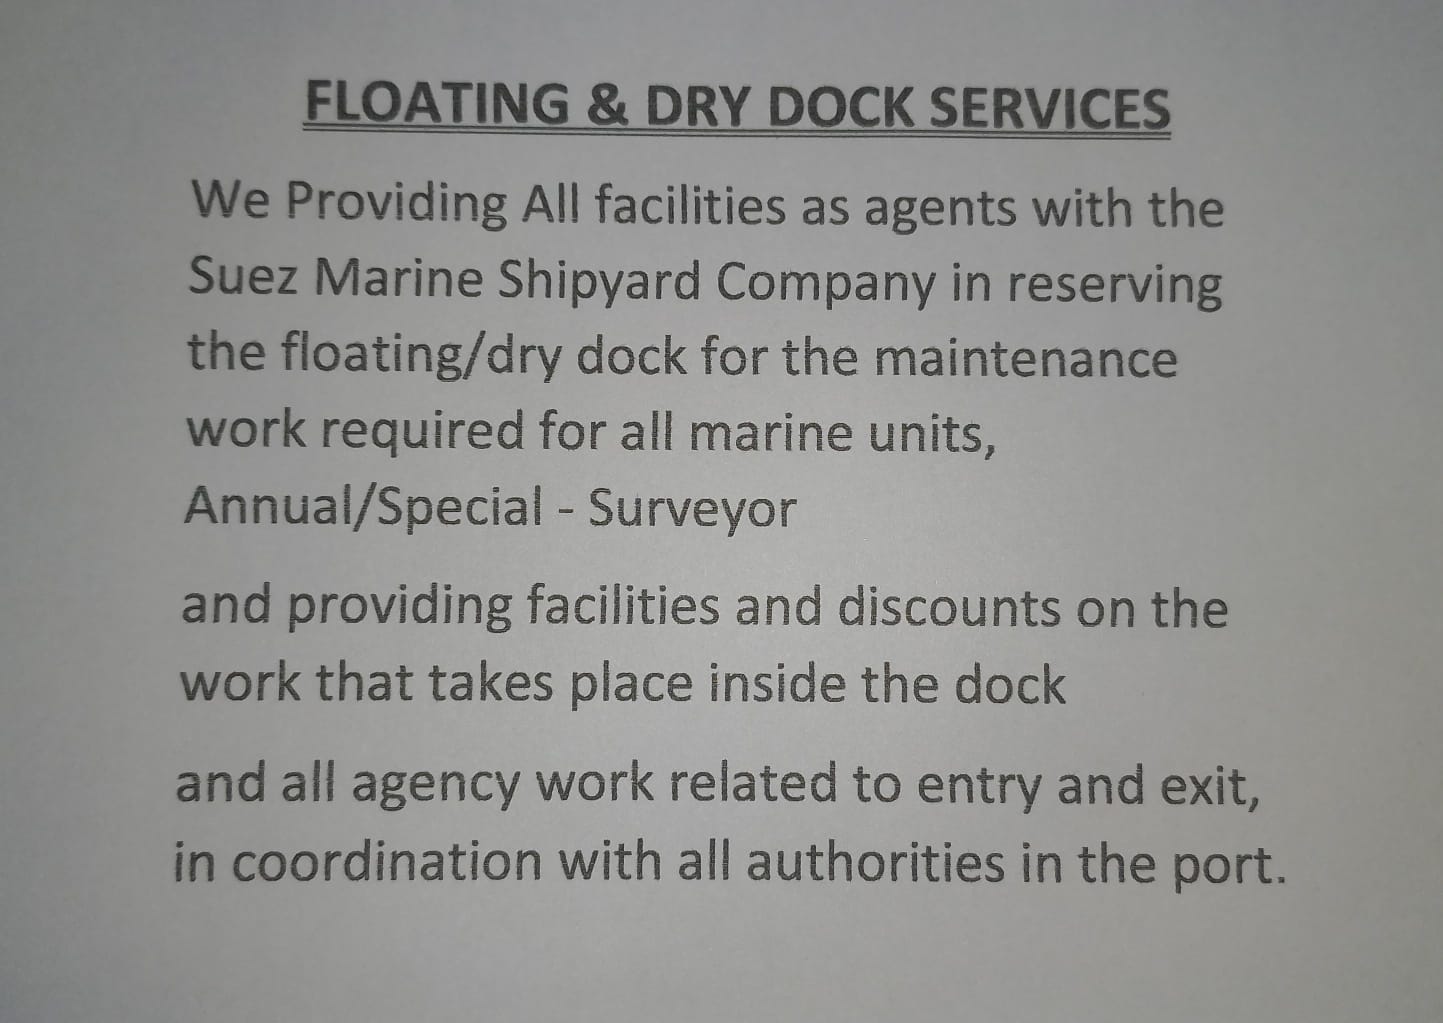 FLOATING & DRY DOCK SERVICES
We Providing All facilities as agents with the
Suez Marine Shipyard Company in reserving
the floating/dry dock for the maintenance
work required for all marine units,
Annual/Special - Surveyor
and providing facilities and discounts on the
work that takes place inside the dock
and all agency work related to entry and exit,
in coordination with all authorities in the port.